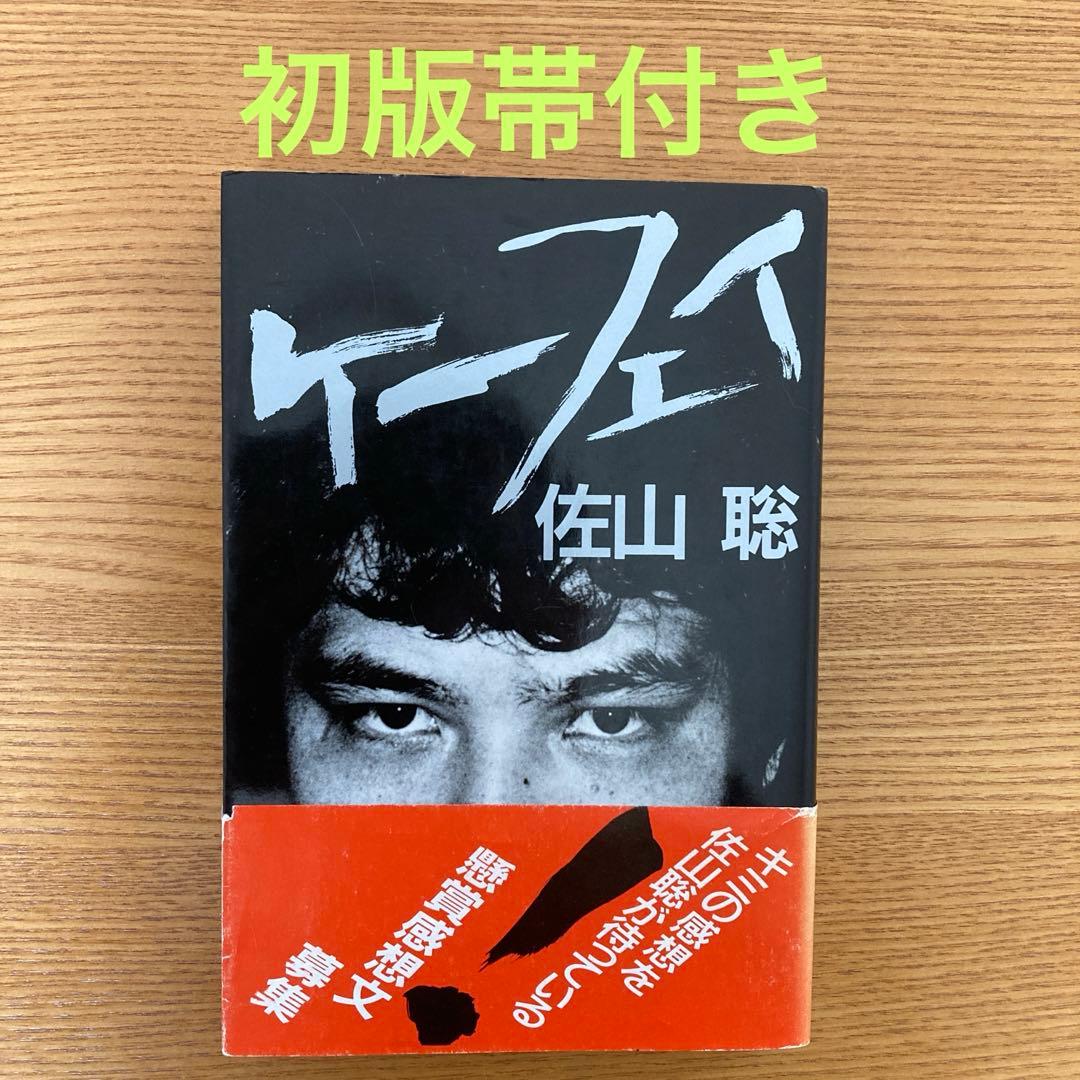 初版帯付き
ケーフェイ
佐山 聡
キミの感想を
佐山聡が待っている
!
懸賞感想文
募集